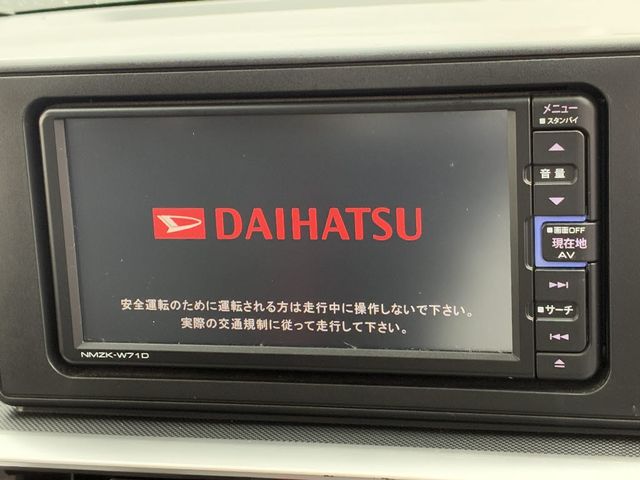 DAIHATSU
安全運転のために運転される方は走行中に操作しないで下さい。
実際の交通規制に従って走行して下さい。
NMZK-W71D
メニュー
■スタンバイ
▲
音量
▼
■画面OFF
現在地
AV
▶▶|
■サーチ
|◀◀
⏏